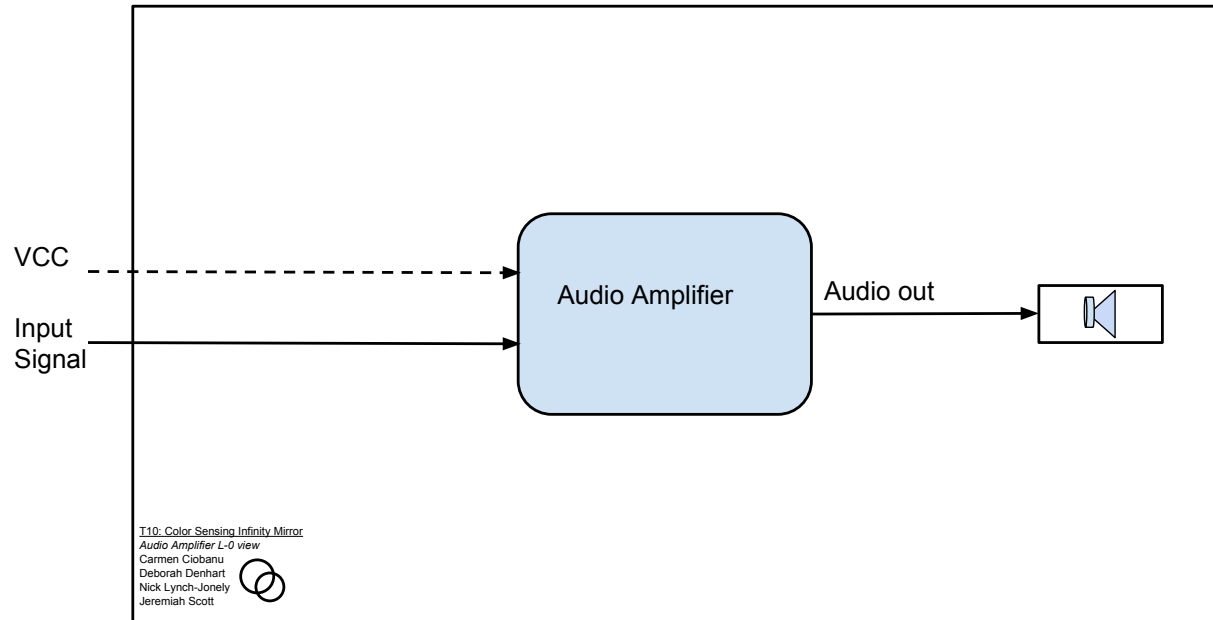 VCC
Input
Signal
Audio Amplifier
Audio out
T10: Color Sensing Infinity Mirror
Audio Amplifier L-0 view
Carmen Ciobanu
Deborah Denhart
Nick Lynch-Jonely
Jeremiah Scott